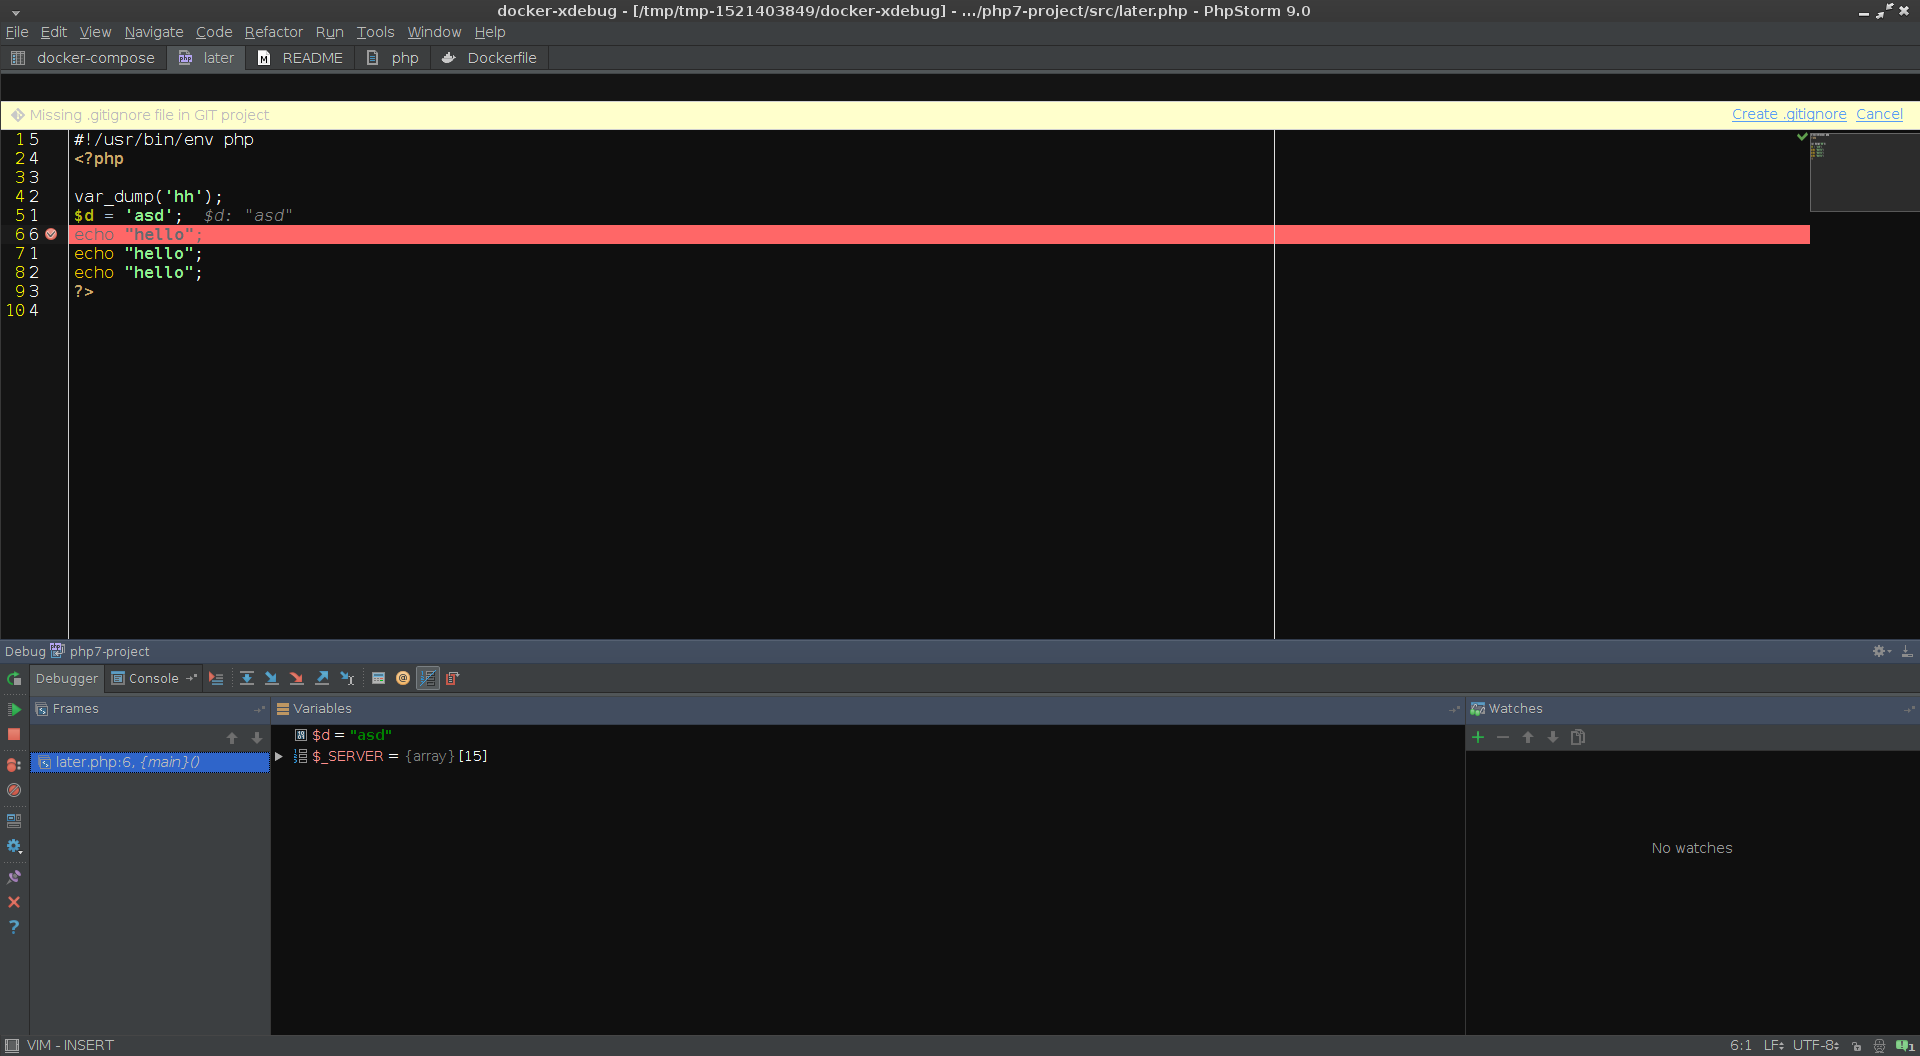 docker-xdebug - [/tmp/tmp-1521403849/docker-xdebug] - .../php7-project/src/later.php - PhpStorm 9.0
File Edit View Navigate Code Refactor Run Tools Window Help
docker-compose later README php Dockerfile
Missing .gitignore file in GIT project Create .gitignore Cancel
1 5 #!/usr/bin/env php
2 4 <?php
3 3
4 2 var_dump('hh');
5 1 $d = 'asd'; $d: "asd"
6 6 echo "hello";
7 1 echo "hello";
8 2 echo "hello";
9 3 ?>
10 4
Debug php7-project
Debugger Console
Frames Variables Watches
$d = "asd"
later.php:6, {main}() $_SERVER = {array} [15]
No watches
VIM - INSERT 6:1 LF UTF-8 1